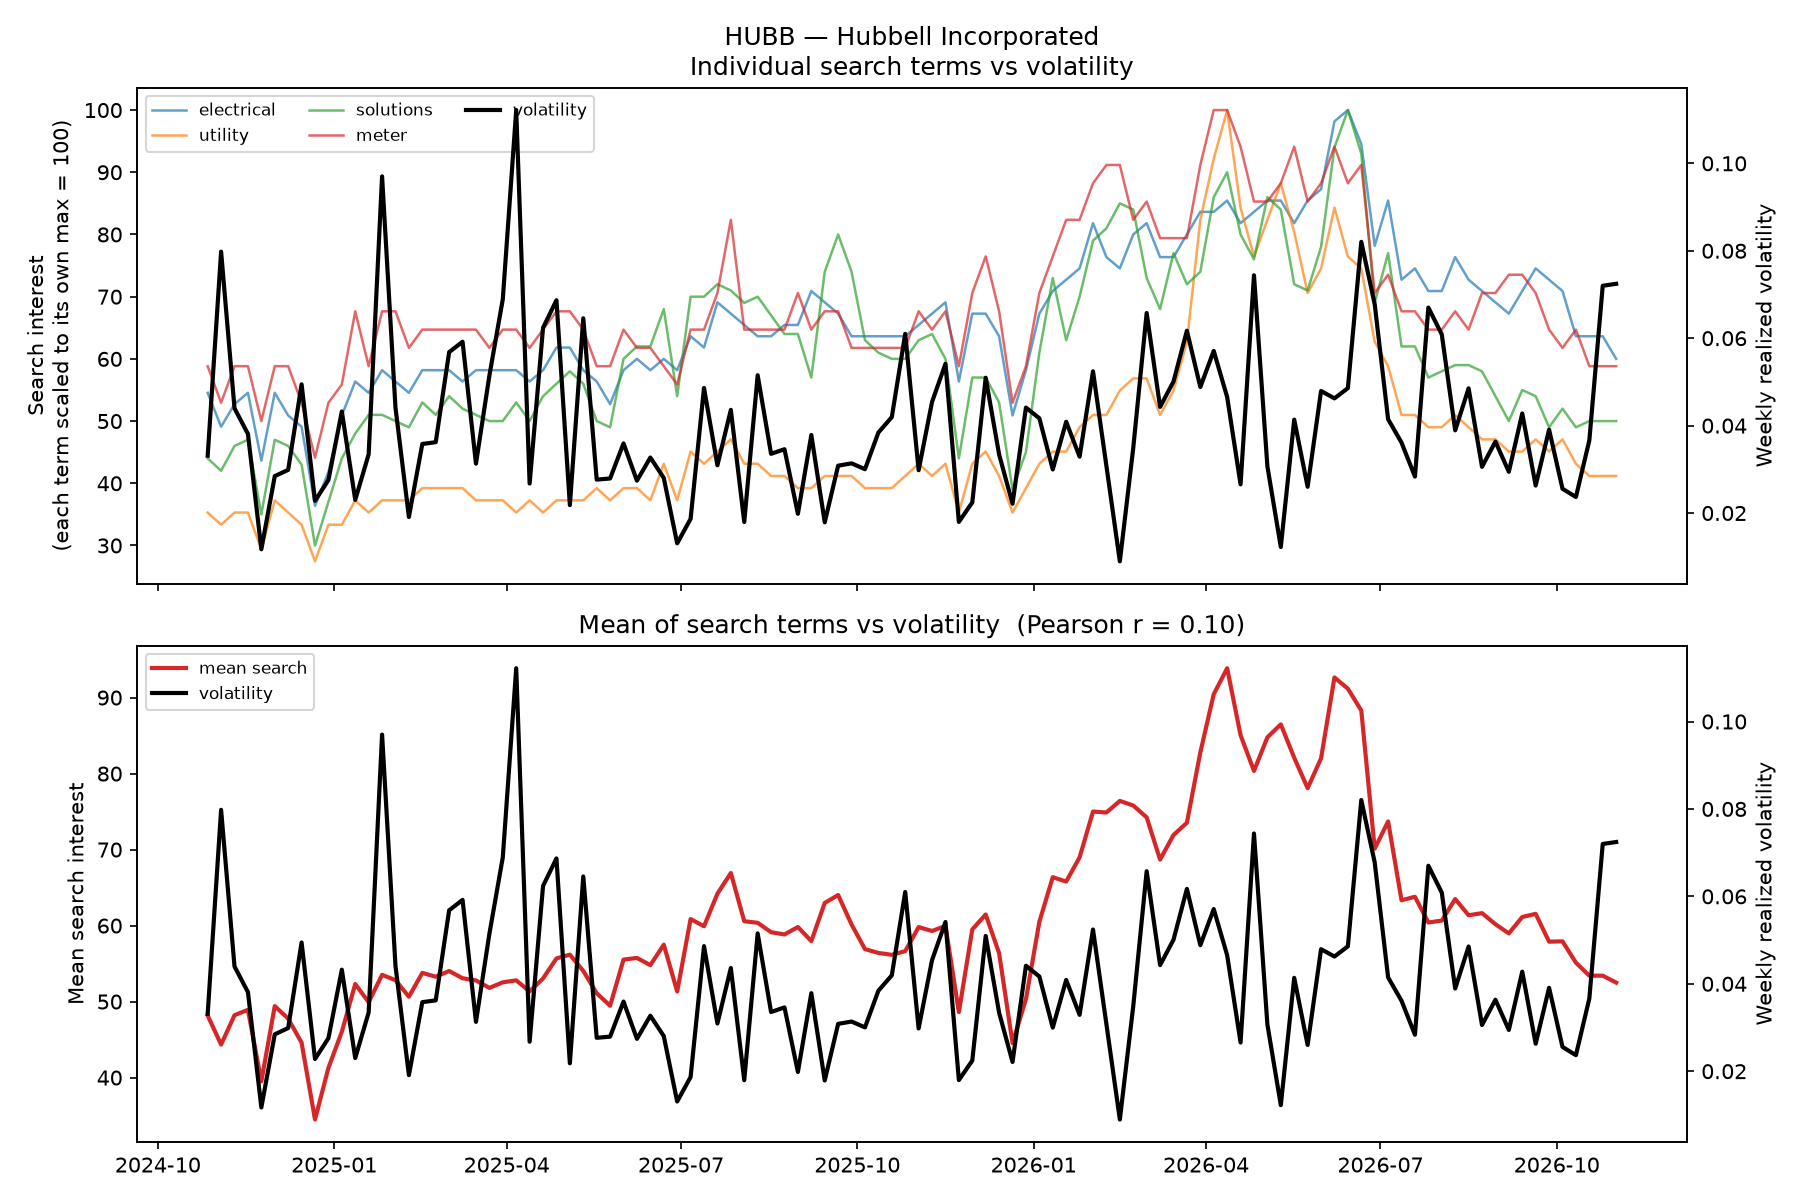 HUBB — Hubbell Incorporated
Individual search terms vs volatility
electrical
utility
solutions
meter
volatility
Search interest
(each term scaled to its own max = 100)
100
90
80
70
60
50
40
30
0.10
0.08
0.06
0.04
0.02
Weekly realized volatility
Mean of search terms vs volatility (Pearson r = 0.10)
mean search
volatility
Mean search interest
90
80
70
60
50
40
0.10
0.08
0.06
0.04
0.02
Weekly realized volatility
2024-10 2025-01 2025-04 2025-07 2025-10 2026-01 2026-04 2026-07 2026-10